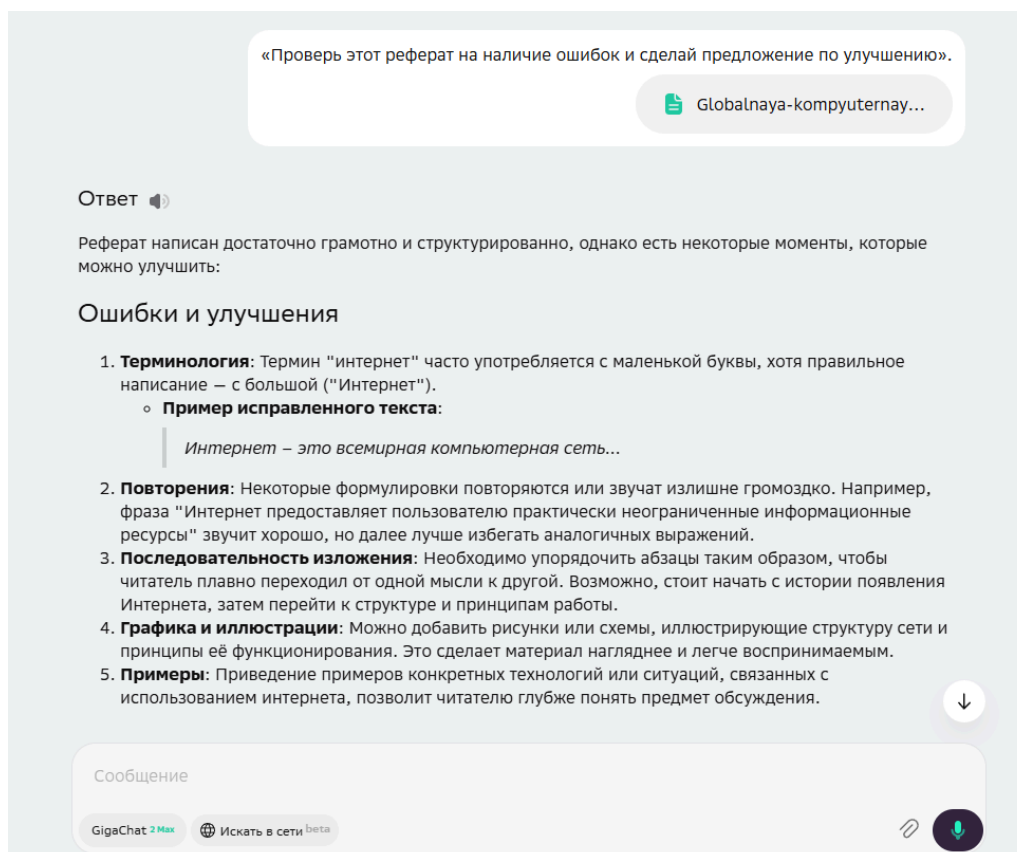 «Проверь этот реферат на наличие ошибок и сделай предложение по улучшению».
Globalnaya-kompyuternay...
Ответ
Реферат написан достаточно грамотно и структурированно, однако есть некоторые моменты, которые
можно улучшить:
Ошибки и улучшения
1. Терминология: Термин "интернет" часто употребляется с маленькой буквы, хотя правильное
написание — с большой ("Интернет").
◦ Пример исправленного текста:
Интернет – это всемирная компьютерная сеть...
2. Повторения: Некоторые формулировки повторяются или звучат излишне громоздко. Например,
фраза "Интернет предоставляет пользователю практически неограниченные информационные
ресурсы" звучит хорошо, но далее лучше избегать аналогичных выражений.
3. Последовательность изложения: Необходимо упорядочить абзацы таким образом, чтобы
читатель плавно переходил от одной мысли к другой. Возможно, стоит начать с истории появления
Интернета, затем перейти к структуре и принципам работы.
4. Графика и иллюстрации: Можно добавить рисунки или схемы, иллюстрирующие структуру сети и
принципы её функционирования. Это сделает материал нагляднее и легче воспринимаемым.
5. Примеры: Приведение примеров конкретных технологий или ситуаций, связанных с
использованием интернета, позволит читателю глубже понять предмет обсуждения.
Сообщение
GigaChat 2 Max Искать в сети beta